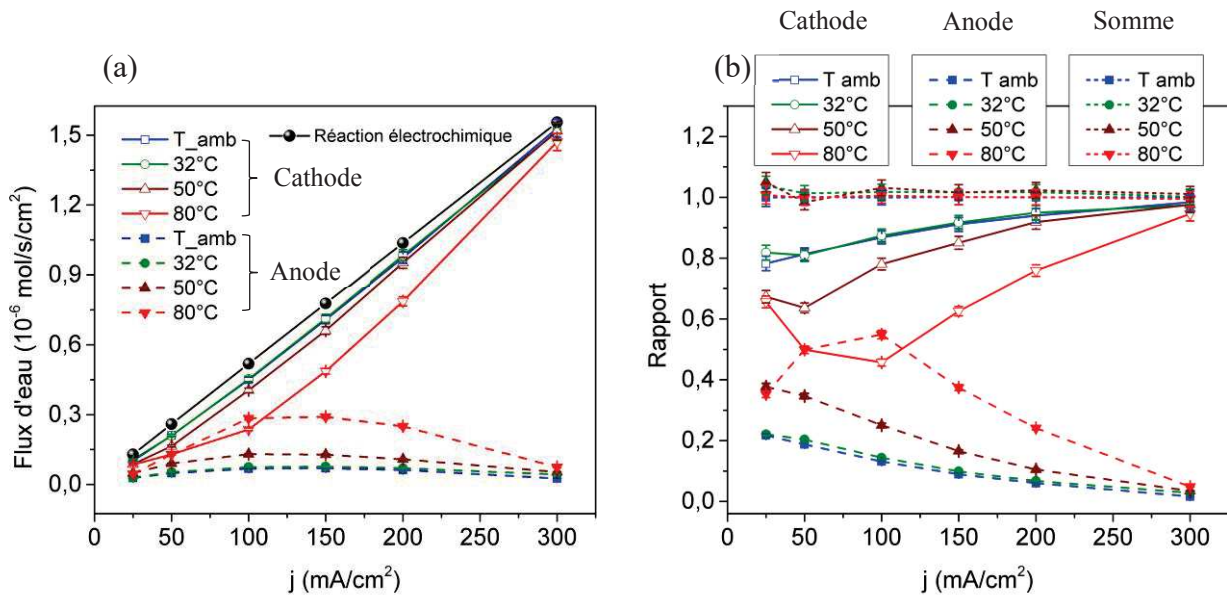 (a)
T_amb
32°C
50°C
80°C
Cathode
T_amb
32°C
50°C
80°C
Anode
Réaction électrochimique
1,5
1,2
0,9
0,6
0,3
0,0
Flux d'eau (10⁻⁶ mol/s/cm²)
0 50 100 150 200 250 300
j (mA/cm²)
Cathode Anode Somme
(b)
T amb T amb T amb
32°C 32°C 32°C
50°C 50°C 50°C
80°C 80°C 80°C
1,2
1,0
0,8
0,6
0,4
0,2
0,0
Rapport
0 50 100 150 200 250 300
j (mA/cm²)